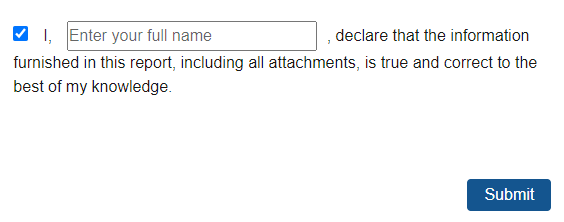 I, Enter your full name , declare that the information
furnished in this report, including all attachments, is true and correct to the
best of my knowledge.
Submit